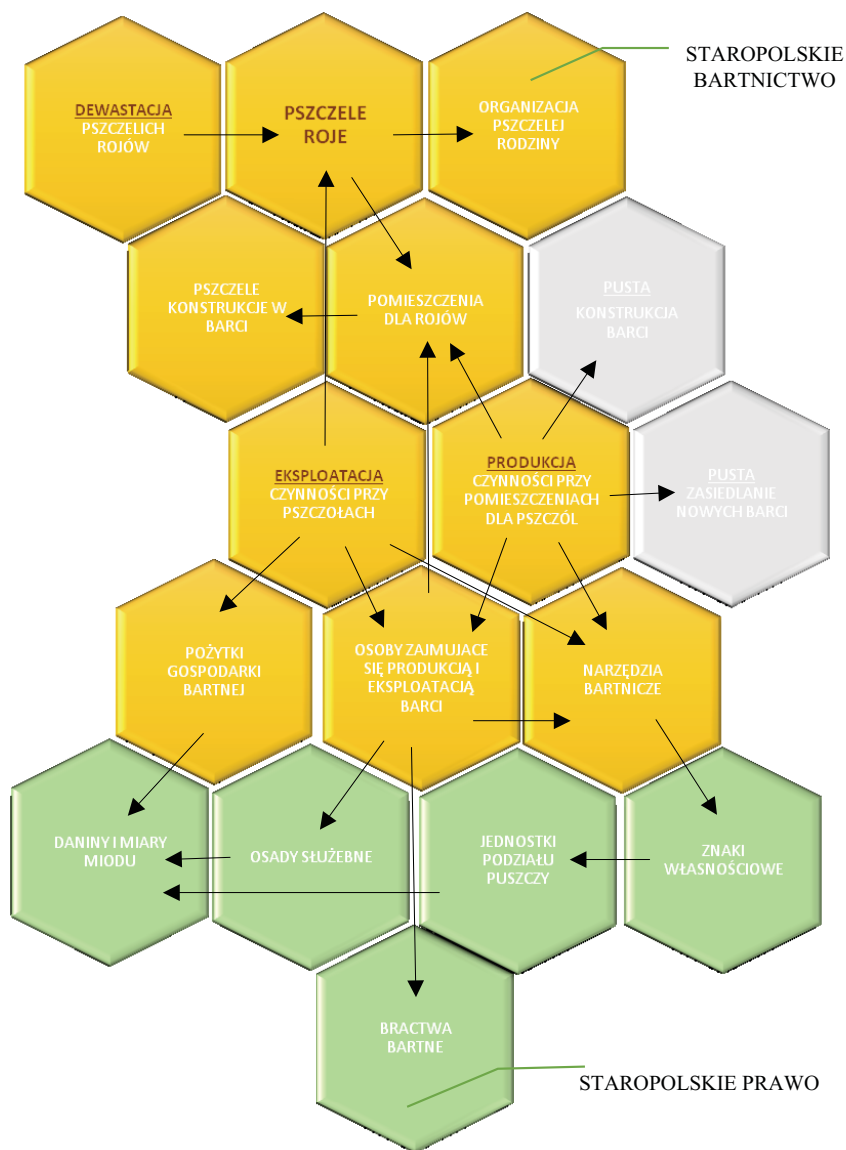 STAROPOLSKIE
BARTNICTWO
DEWASTACJA
PSZCZELICH
ROJÓW
PSZCZELE
ROJE
ORGANIZACJA
PSZCZELEJ
RODZINY
PSZCZELE
KONSTRUKCJE W
BARCI
POMIESZCZENIA
DLA ROJÓW
PUSTA
KONSTRUKCJA
BARCI
EKSPLOATACJA
CZYNNOŚCI PRZY
PSZCZOŁACH
PRODUKCJA
CZYNNOŚCI PRZY
POMIESZCZENIACH
DLA PSZCZÓL
PUSTA
ZASIEDLANIE
NOWYCH BARCI
POŻYTKI
GOSPODARKI
BARTNEJ
OSOBY ZAJMUJACE
SIĘ PRODUKCJĄ I
EKSPLOATACJĄ
BARCI
NARZĘDZIA
BARTNICZE
DANINY I MIARY
MIODU
OSADY SŁUŻEBNE
JEDNOSTKI
PODZIAŁU
PUSZCZY
ZNAKI
WŁASNOŚCIOWE
BRACTWA
BARTNE
STAROPOLSKIE PRAWO